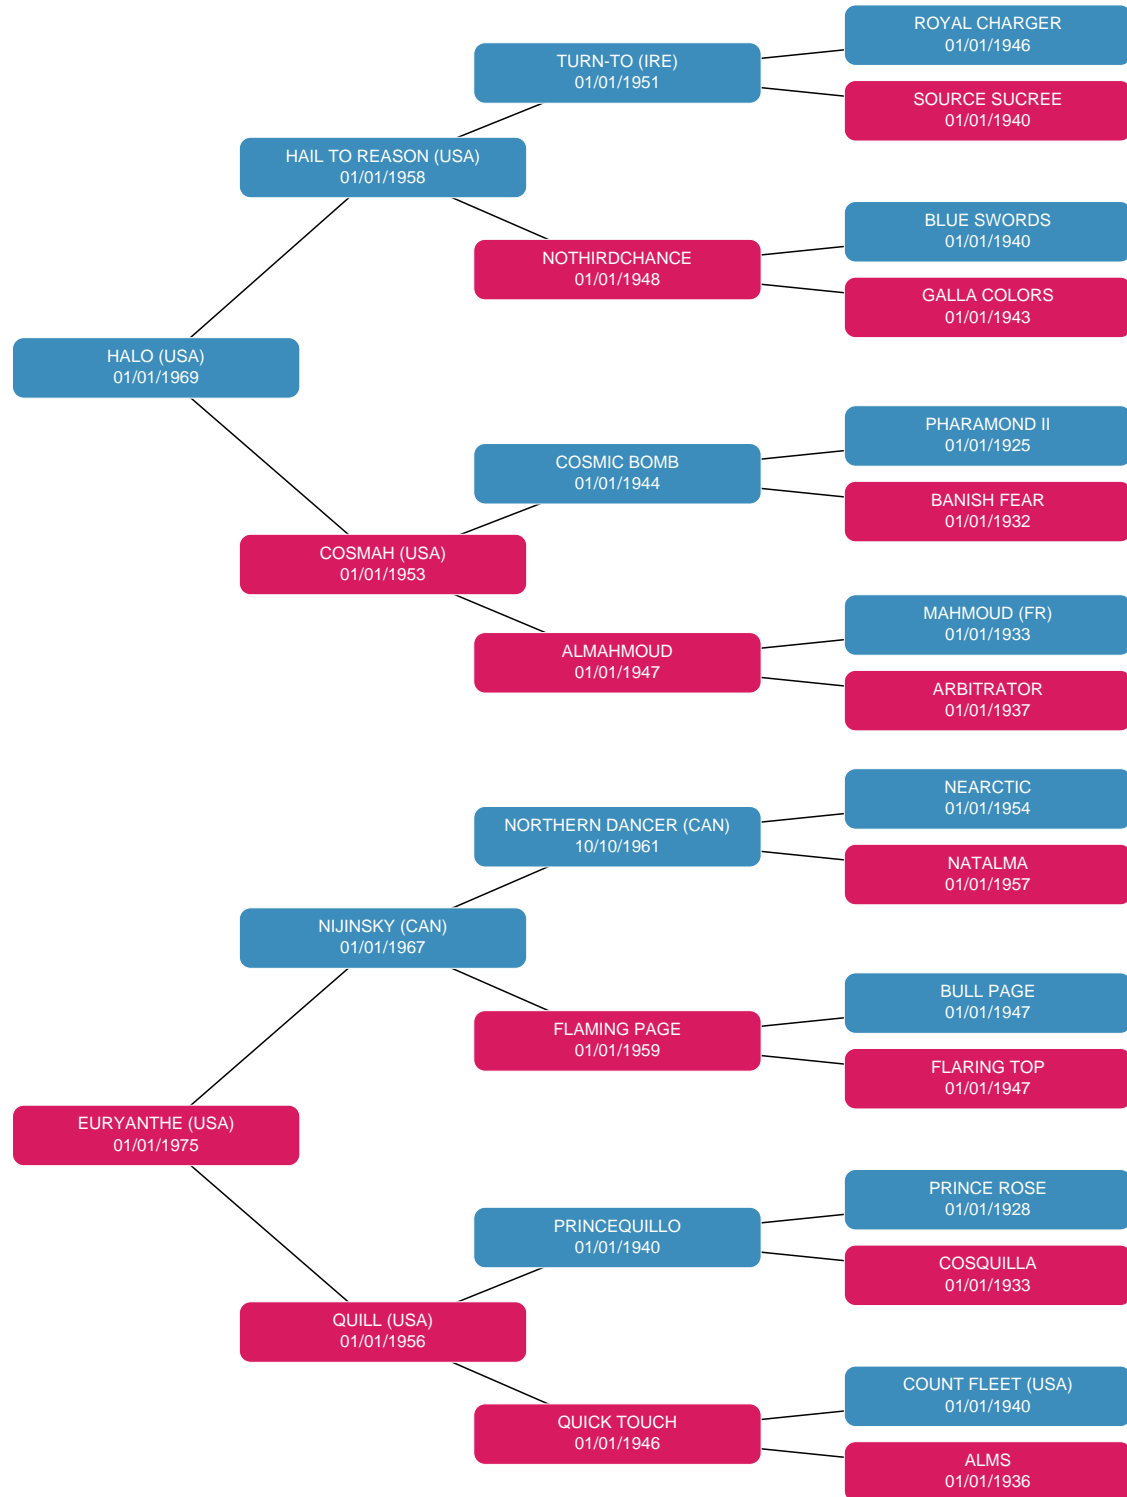 ROYAL CHARGER
01/01/1946
TURN-TO (IRE)
01/01/1951
SOURCE SUCREE
01/01/1940
HAIL TO REASON (USA)
01/01/1958
BLUE SWORDS
01/01/1940
NOTHIRDCHANCE
01/01/1948
GALLA COLORS
01/01/1943
HALO (USA)
01/01/1969
PHARAMOND II
01/01/1925
COSMIC BOMB
01/01/1944
BANISH FEAR
01/01/1932
COSMAH (USA)
01/01/1953
MAHMOUD (FR)
01/01/1933
ALMAHMOUD
01/01/1947
ARBITRATOR
01/01/1937
NEARCTIC
01/01/1954
NORTHERN DANCER (CAN)
10/10/1961
NATALMA
01/01/1957
NIJINSKY (CAN)
01/01/1967
BULL PAGE
01/01/1947
FLAMING PAGE
01/01/1959
FLARING TOP
01/01/1947
EURYANTHE (USA)
01/01/1975
PRINCE ROSE
01/01/1928
PRINCEQUILLO
01/01/1940
COSQUILLA
01/01/1933
QUILL (USA)
01/01/1956
COUNT FLEET (USA)
01/01/1940
QUICK TOUCH
01/01/1946
ALMS
01/01/1936